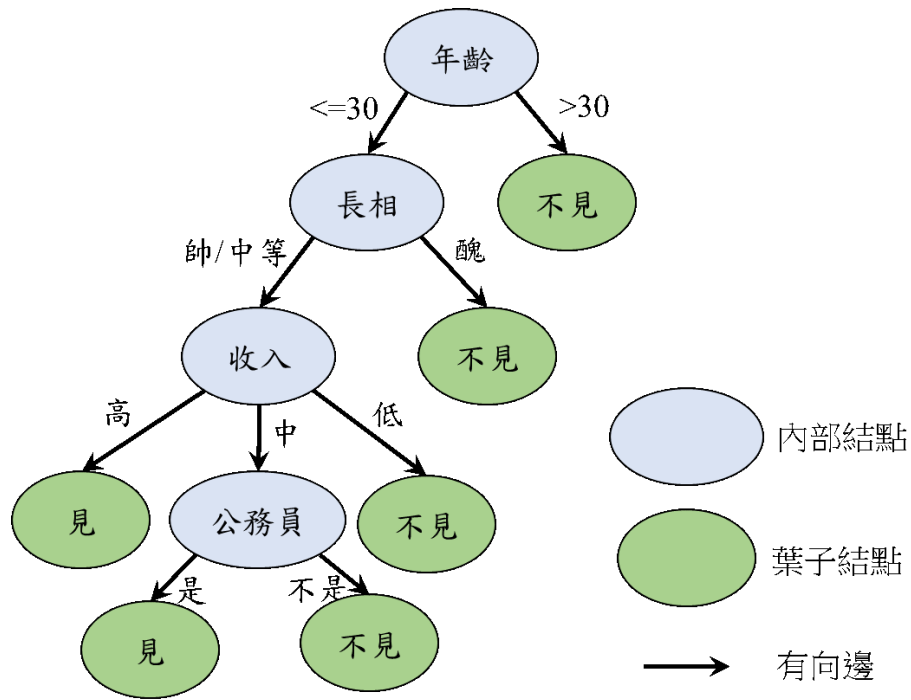 年齡
<=30
>30
長相
不見
帥/中等
醜
收入
不見
高
中
低
見
公務員
不見
是
不是
見
不見
內部結點
葉子結點
有向邊